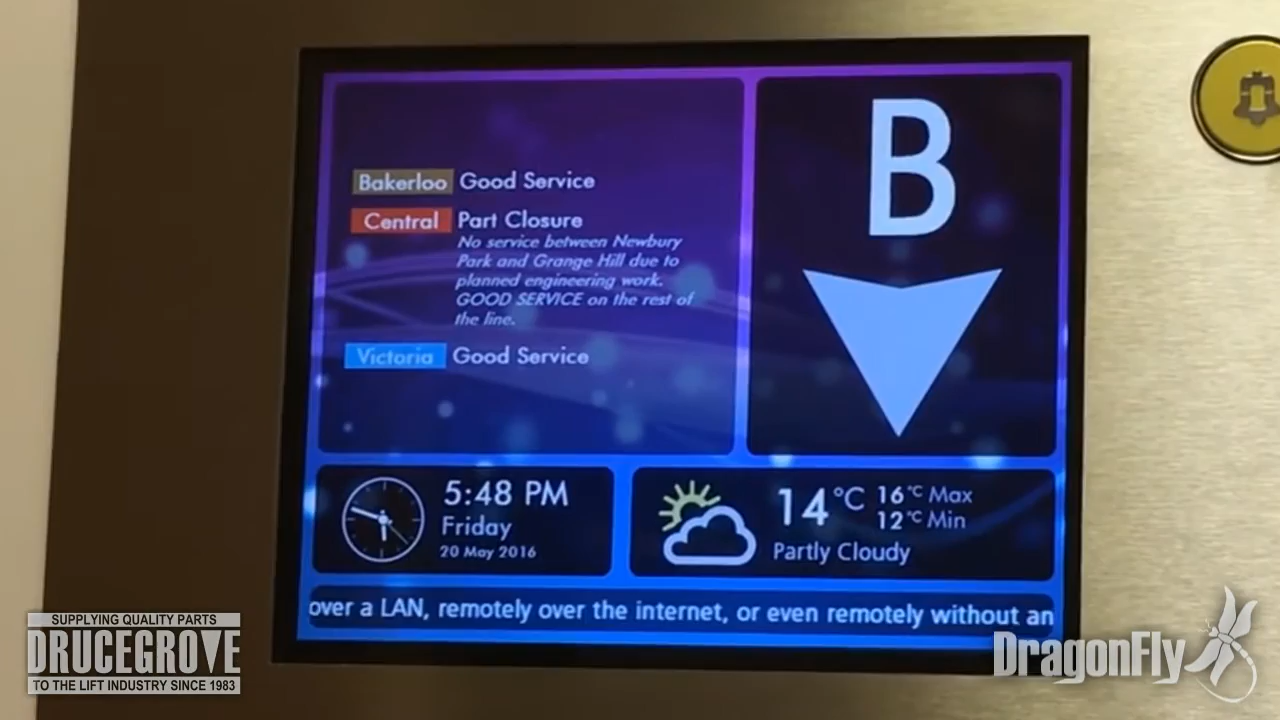 Bakerloo Good Service
Central Part Closure
No service between Newbury
Park and Grange Hill due to
planned engineering work.
GOOD SERVICE on the rest of
the line.
Victoria Good Service
B
5:48 PM
Friday
20 May 2016
14°C 16°C Max
12°C Min
Partly Cloudy
over a LAN, remotely over the internet, or even remotely without an
SUPPLYING QUALITY PARTS
DRUCEGROVE
TO THE LIFT INDUSTRY SINCE 1983
DragonFly